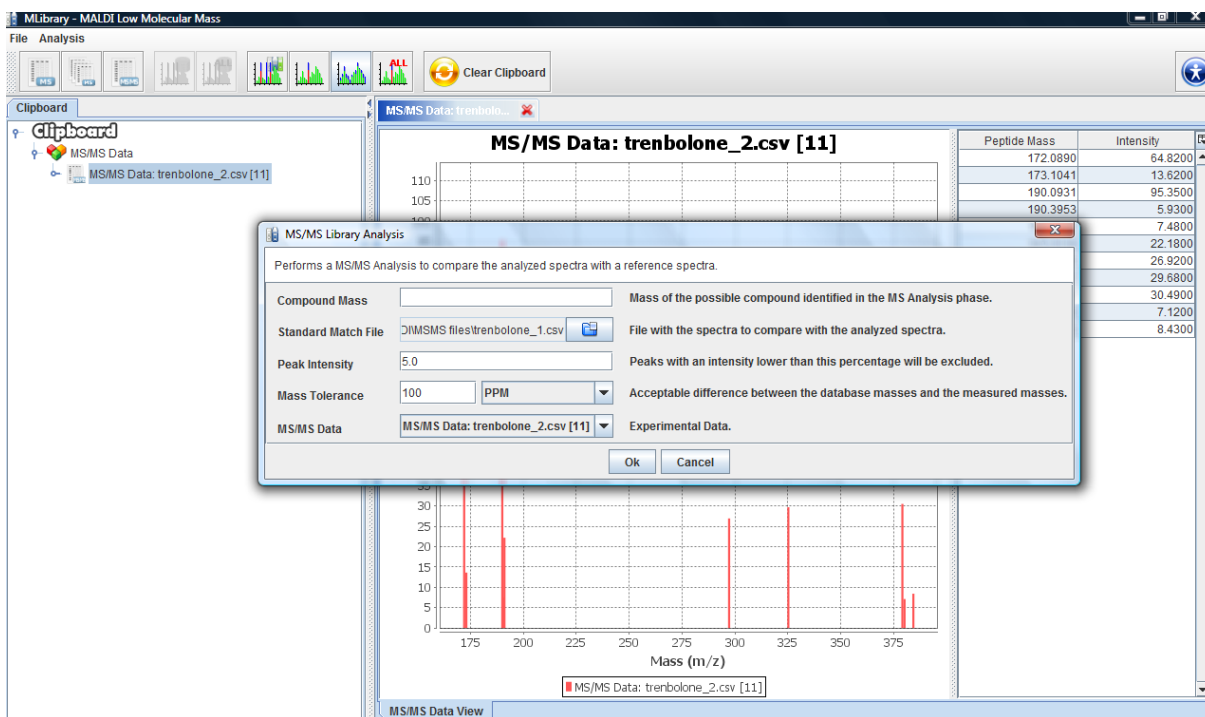 MLibrary - MALDI Low Molecular Mass
File Analysis
MS MS MSMS ALL Clear Clipboard
Clipboard
Clipboard
MS/MS Data
MS/MS Data: trenbolone_2.csv [11]
MS/MS Data: trenbolo...
MS/MS Data: trenbolone_2.csv [11]
110
105
100
Peptide Mass Intensity
172.0890 64.8200
173.1041 13.6200
190.0931 95.3500
190.3953 5.9300
7.4800
22.1800
26.9200
29.6800
30.4900
7.1200
8.4300
MS/MS Library Analysis
Performs a MS/MS Analysis to compare the analyzed spectra with a reference spectra.
Compound Mass Mass of the possible compound identified in the MS Analysis phase.
Standard Match File DI\MSMS files\trenbolone_1.csv File with the spectra to compare with the analyzed spectra.
Peak Intensity 5.0 Peaks with an intensity lower than this percentage will be excluded.
Mass Tolerance 100 PPM Acceptable difference between the database masses and the measured masses.
MS/MS Data MS/MS Data: trenbolone_2.csv [11] Experimental Data.
Ok Cancel
35
30
25
20
15
10
5
0
175 200 225 250 275 300 325 350 375
Mass (m/z)
MS/MS Data: trenbolone_2.csv [11]
MS/MS Data View